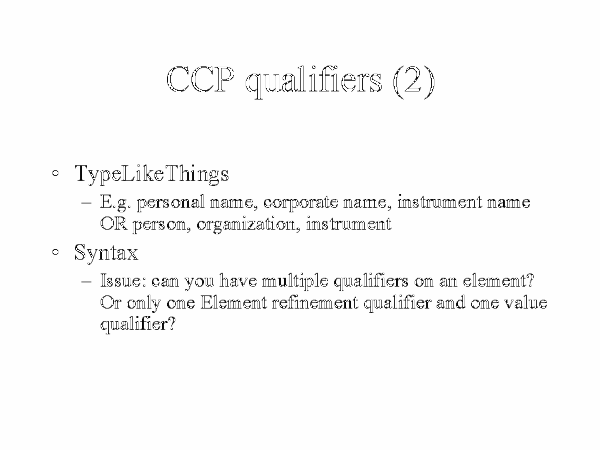 CCP qualifiers (2)
◦ TypeLikeThings
– E.g. personal name, corporate name, instrument name
OR person, organization, instrument
◦ Syntax
– Issue: can you have multiple qualifiers on an element?
Or only one Element refinement qualifier and one value
qualifier?